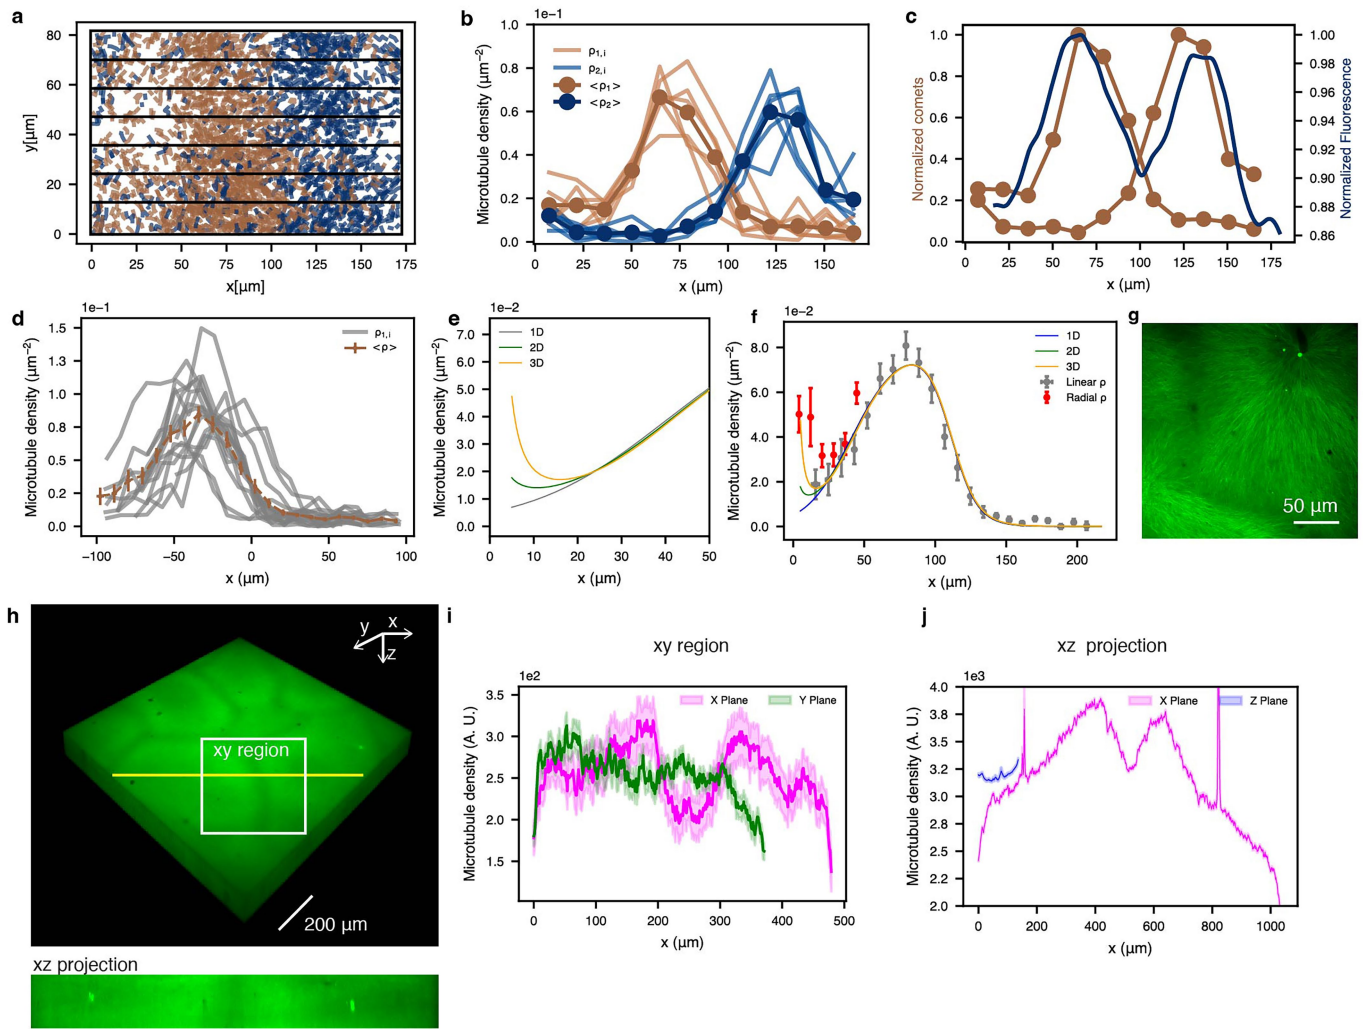 a
80
60
40
20
0
y[µm]
0 25 50 75 100 125 150 175
x[µm]
b
1e−1
1.0
0.8
0.6
0.4
0.2
0.0
Microtubule density (µm⁻²)
ρ₁,ᵢ
ρ₂,ᵢ
<ρ₁>
<ρ₂>
0 50 100 150
x (µm)
c
1.0
0.8
0.6
0.4
0.2
0.0
Normalized comets
1.00
0.98
0.96
0.94
0.92
0.90
0.88
0.86
Normalized Fluorescence
0 25 50 75 100 125 150 180
x (µm)
d
1e−1
1.5
1.3
1.0
0.8
0.5
0.2
0.0
Microtubule density (µm⁻²)
ρ₁,ᵢ
<ρ>
−100 −50 0 50 100
x (µm)
e
1e−2
7.0
6.0
5.0
4.0
3.0
2.0
1.0
0.0
Microtubule density (µm⁻²)
1D
2D
3D
0 10 20 30 40 50
x (µm)
f
1e−2
8.0
6.0
4.0
2.0
0.0
Microtubule density (µm⁻²)
1D
2D
3D
Linear ρ
Radial ρ
0 50 100 150 200
x (µm)
g
50 µm
h
y x
z
xy region
200 µm
xz projection
i
xy region
1e2
3.5
3.0
2.5
2.0
1.5
Microtubule density (A. U.)
X Plane
Y Plane
0 100 200 300 400 500
x (µm)
j
xz projection
1e3
4.0
3.8
3.5
3.2
3.0
2.8
2.5
2.2
2.0
Microtubule density (A. U.)
X Plane
Z Plane
0 200 400 600 800 1000
x (µm)